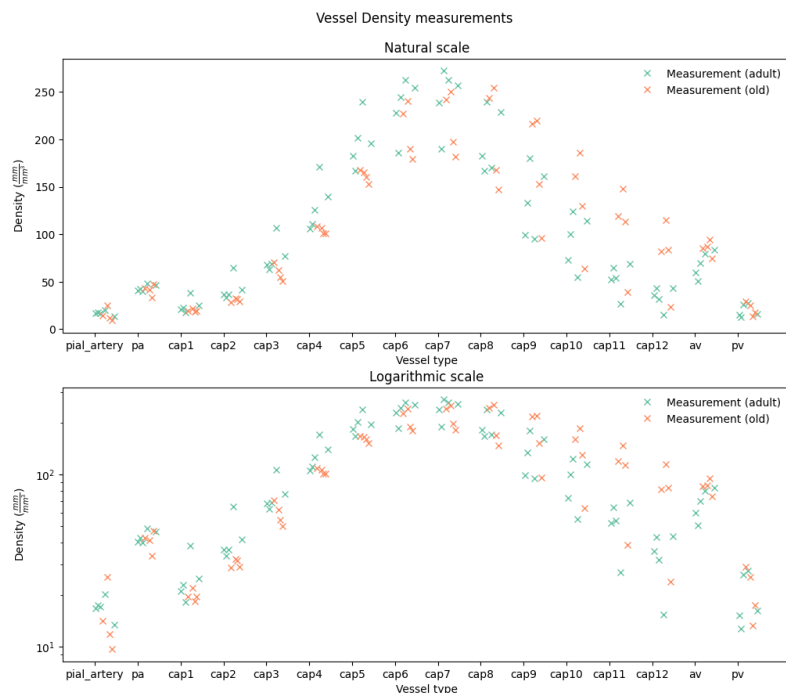 Vessel Density measurements
Natural scale
Measurement (adult)
Measurement (old)
Density (mm/mm³)
250
200
150
100
50
0
pial_artery pa cap1 cap2 cap3 cap4 cap5 cap6 cap7 cap8 cap9 cap10 cap11 cap12 av pv
Vessel type
Logarithmic scale
Measurement (adult)
Measurement (old)
Density (mm/mm³)
10²
10¹
pial_artery pa cap1 cap2 cap3 cap4 cap5 cap6 cap7 cap8 cap9 cap10 cap11 cap12 av pv
Vessel type